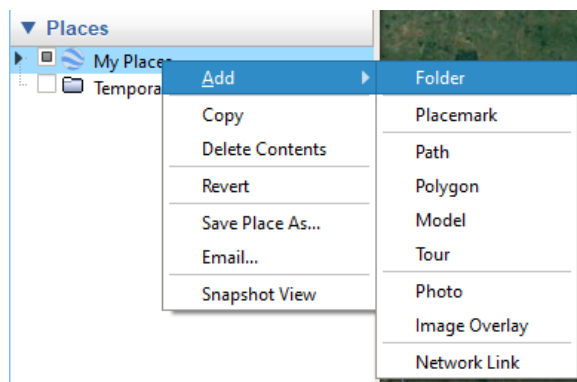 Places
My Places
Tempora
Add
Copy
Delete Contents
Revert
Save Place As...
Email...
Snapshot View
Folder
Placemark
Path
Polygon
Model
Tour
Photo
Image Overlay
Network Link